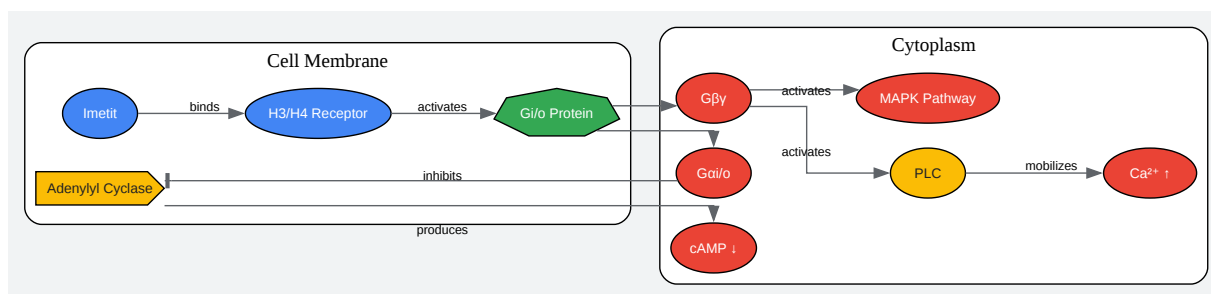 Cell Membrane
Cytoplasm
Imetit
binds
H3/H4 Receptor
activates
Gi/o Protein
Gβγ
activates
MAPK Pathway
activates
Adenylyl Cyclase
inhibits
Gαi/o
PLC
mobilizes
Ca²⁺ ↑
produces
cAMP ↓